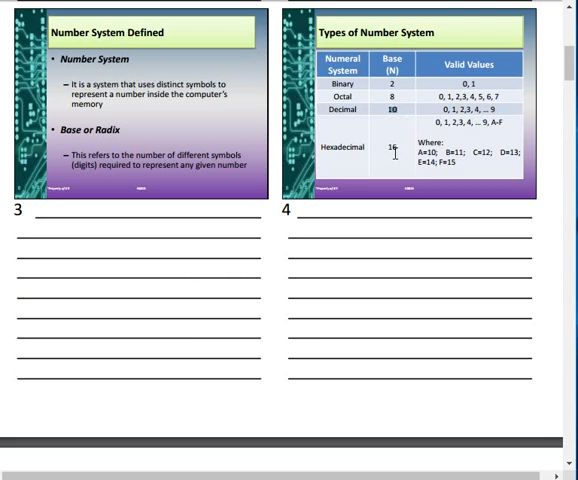 Number System Defined
• Number System
– It is a system that uses distinct symbols to
represent a number inside the computer's
memory
• Base or Radix
– This refers to the number of different symbols
(digits) required to represent any given number
3
Types of Number System
Numeral System Base (N) Valid Values
Binary 2 0, 1
Octal 8 0, 1, 2,3, 4, 5, 6, 7
Decimal 10 0, 1, 2,3, 4, ... 9
Hexadecimal 16 0, 1, 2,3, 4, ... 9, A-F
Where:
A=10; B=11; C=12; D=13;
E=14; F=15
4